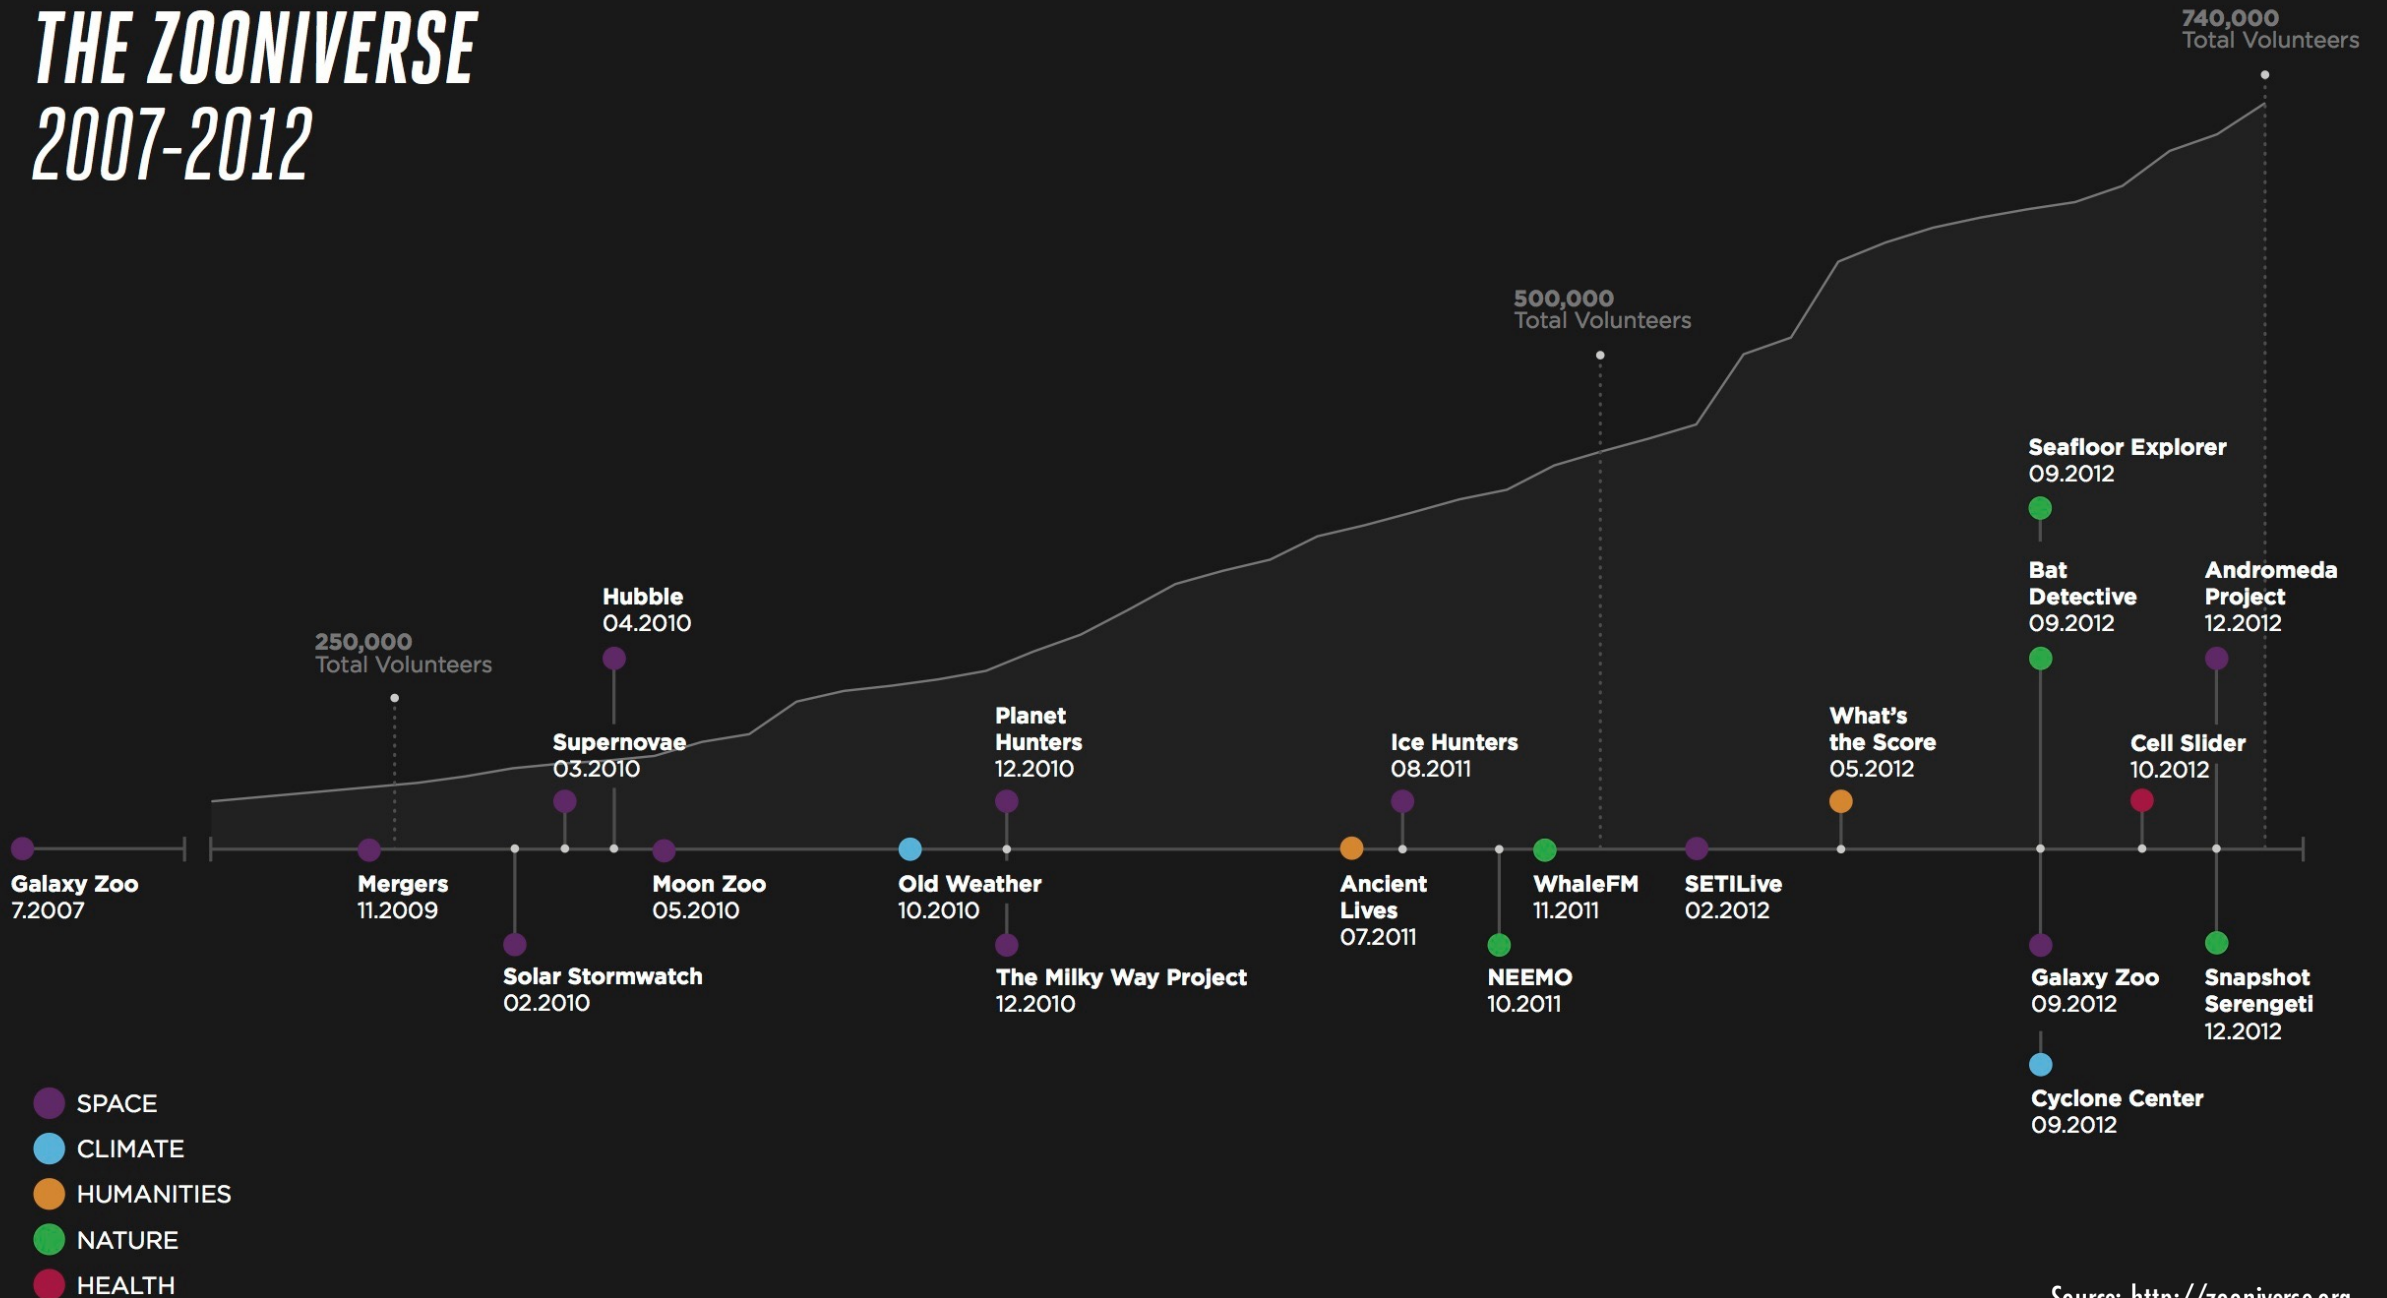 THE ZOONIVERSE
2007-2012
740,000
Total Volunteers
500,000
Total Volunteers
250,000
Total Volunteers
Seafloor Explorer
09.2012
Bat
Detective
09.2012
Andromeda
Project
12.2012
Hubble
04.2010
Supernovae
03.2010
Planet
Hunters
12.2010
Ice Hunters
08.2011
What's
the Score
05.2012
Cell Slider
10.2012
Galaxy Zoo
7.2007
Mergers
11.2009
Moon Zoo
05.2010
Old Weather
10.2010
Ancient
Lives
07.2011
WhaleFM
11.2011
SETILive
02.2012
Solar Stormwatch
02.2010
The Milky Way Project
12.2010
NEEMO
10.2011
Galaxy Zoo
09.2012
Snapshot
Serengeti
12.2012
Cyclone Center
09.2012
SPACE
CLIMATE
HUMANITIES
NATURE
HEALTH
Source: http://zooniverse.org